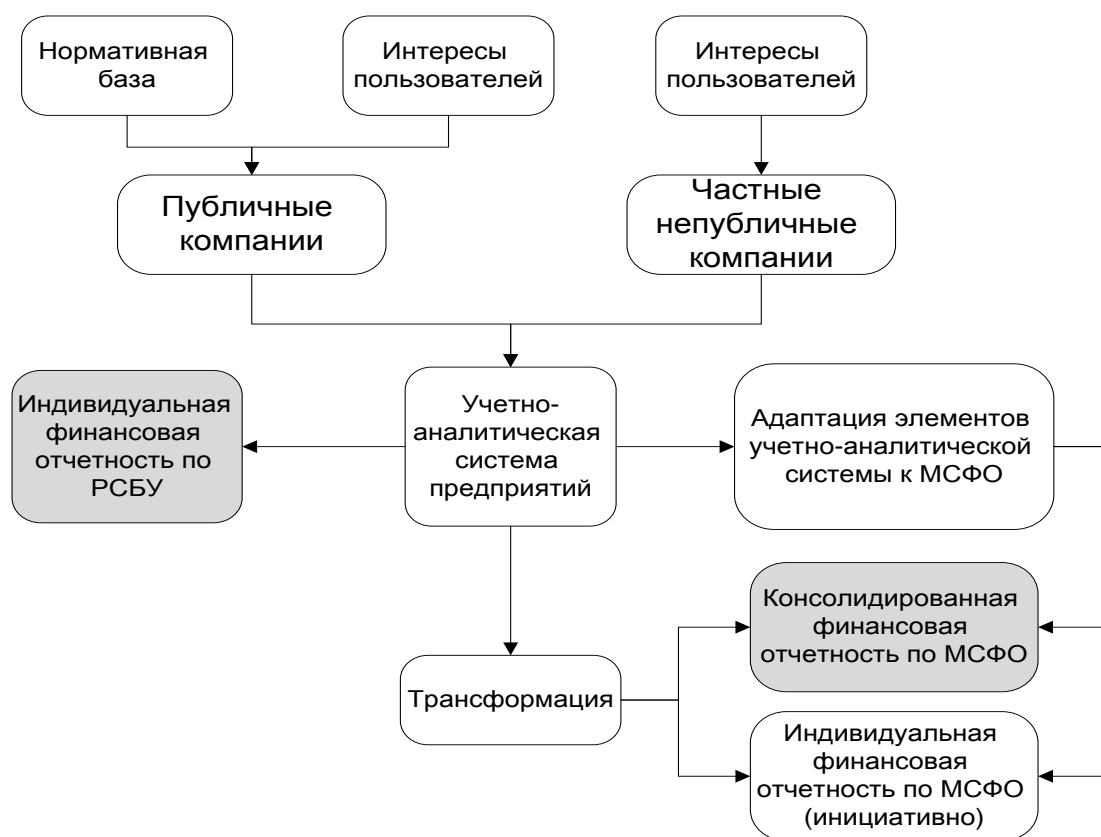 Нормативная
база
Интересы
пользователей
Интересы
пользователей
Публичные
компании
Частные
непубличные
компании
Индивидуальная
финансовая
отчетность по
РСБУ
Учетно-
аналитическая
система
предприятий
Адаптация элементов
учетно-аналитической
системы к МСФО
Консолидированная
финансовая
отчетность по МСФО
Трансформация
Индивидуальная
финансовая
отчетность по МСФО
(инициативно)